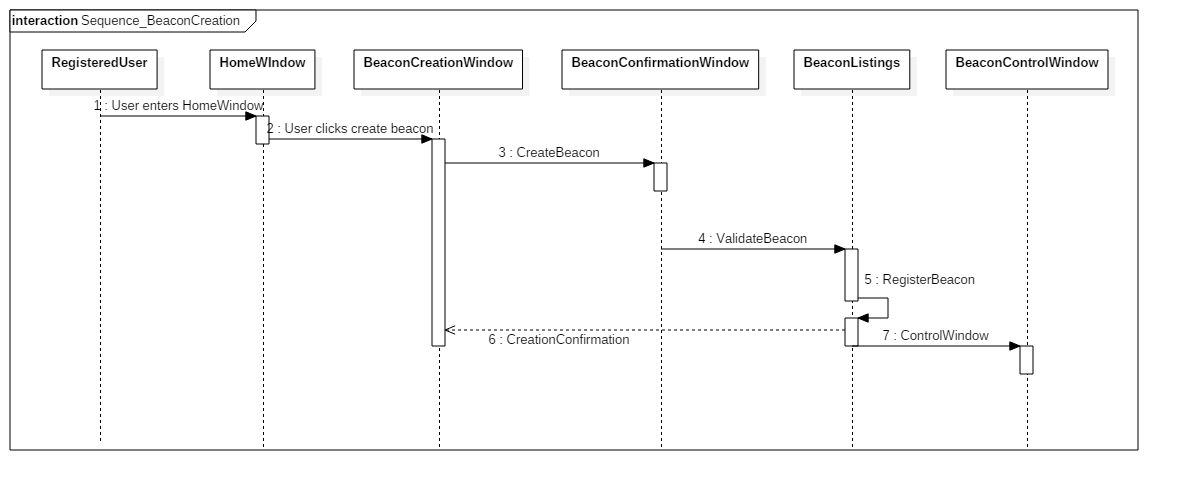 interaction Sequence_BeaconCreation
RegisteredUser
HomeWIndow
BeaconCreationWindow
BeaconConfirmationWindow
BeaconListings
BeaconControlWindow
1 : User enters HomeWindow
2 : User clicks create beacon
3 : CreateBeacon
4 : ValidateBeacon
5 : RegisterBeacon
6 : CreationConfirmation
7 : ControlWindow